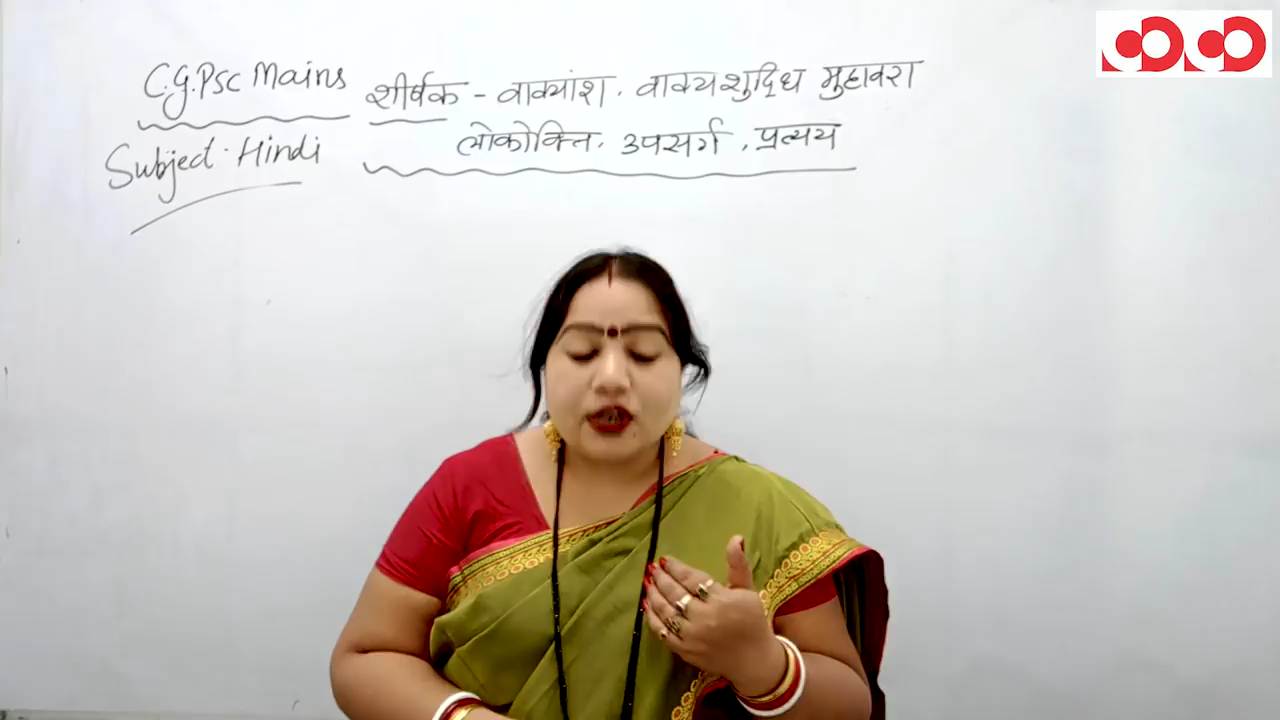 C.G.Psc Mains
Subject. Hindi
शीर्षक - वाक्यांश, वाक्यशुद्धि मुहावरा
लोकोक्ति, उपसर्ग, प्रत्यय